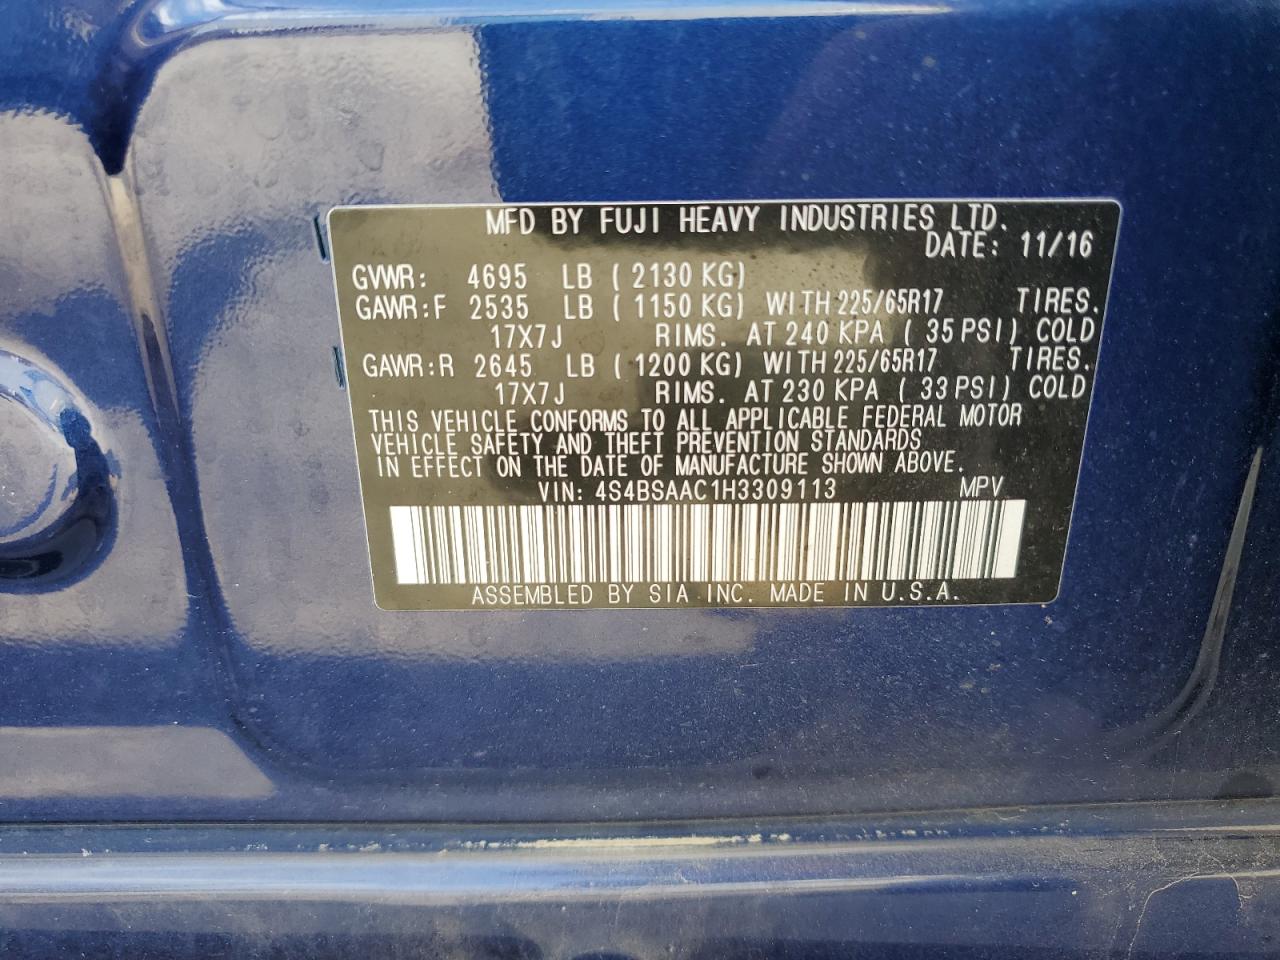 MFD BY FUJI HEAVY INDUSTRIES LTD.
DATE: 11/16
GVWR: 4695 LB ( 2130 KG)
GAWR:F 2535 LB ( 1150 KG) WITH 225/65R17 TIRES.
17X7J RIMS. AT 240 KPA ( 35 PSI) COLD
GAWR:R 2645 LB ( 1200 KG) WITH 225/65R17 TIRES.
17X7J RIMS. AT 230 KPA ( 33 PSI) COLD
THIS VEHICLE CONFORMS TO ALL APPLICABLE FEDERAL MOTOR
VEHICLE SAFETY AND THEFT PREVENTION STANDARDS
IN EFFECT ON THE DATE OF MANUFACTURE SHOWN ABOVE.
VIN: 4S4BSAAC1H3309113 MPV
ASSEMBLED BY SIA INC. MADE IN U.S.A.